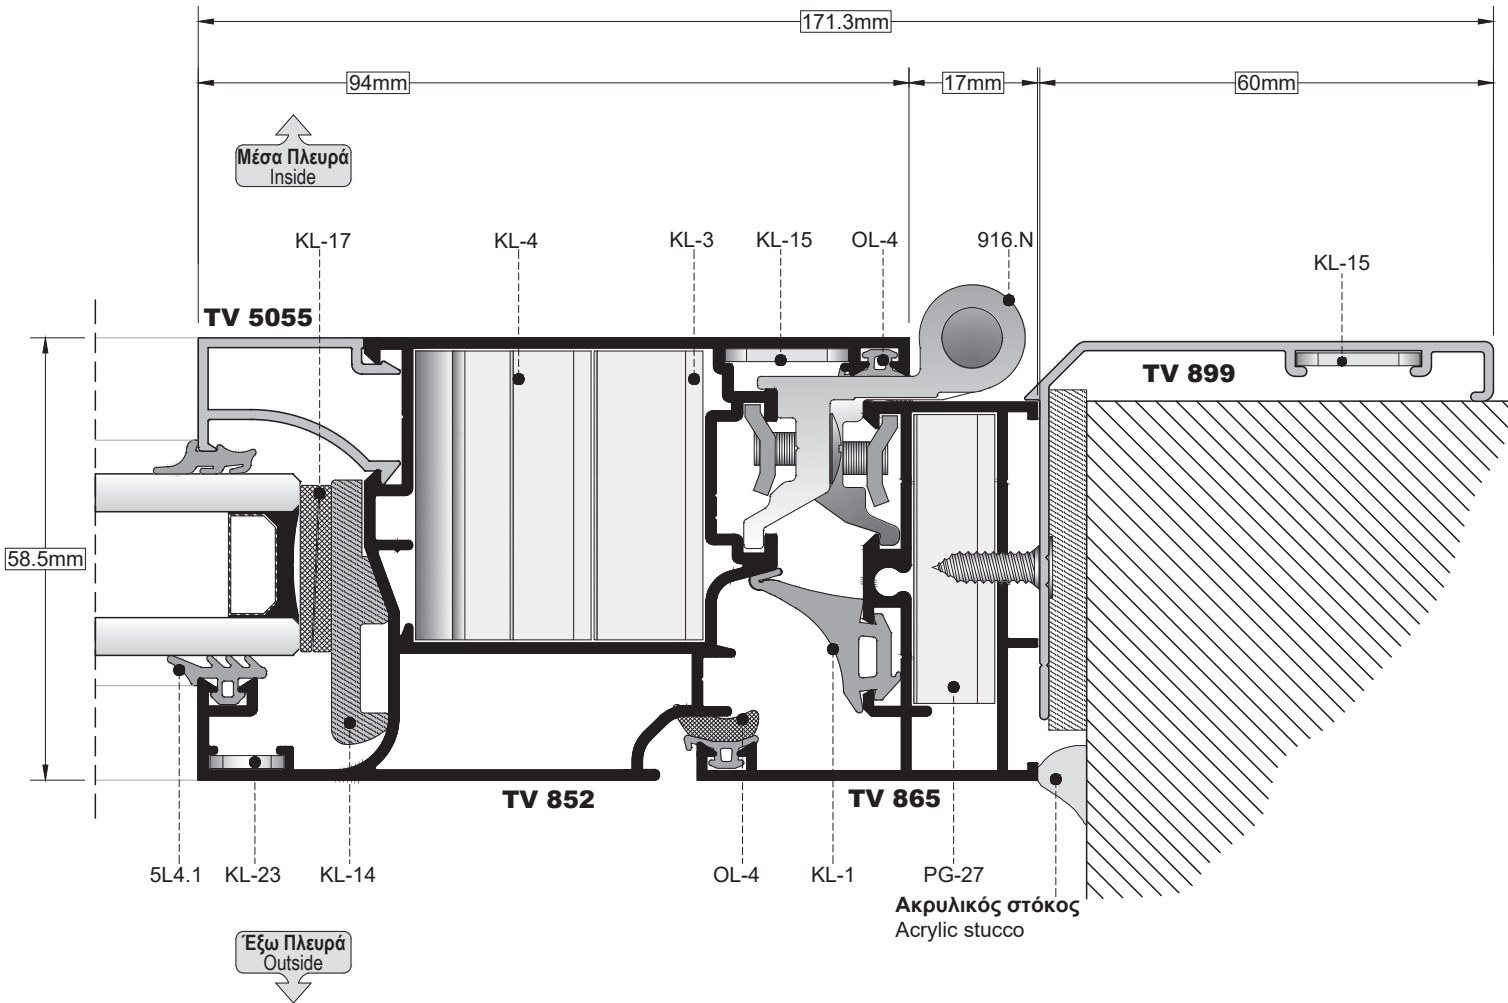 171.3mm
94mm
17mm
60mm
Μέσα Πλευρά
Inside
KL-17
KL-4
KL-3
KL-15
OL-4
916.N
KL-15
TV 5055
TV 899
58.5mm
TV 852
TV 865
5L4.1
KL-23
KL-14
OL-4
KL-1
PG-27
Ακρυλικός στόκος
Acrylic stucco
Έξω Πλευρά
Outside